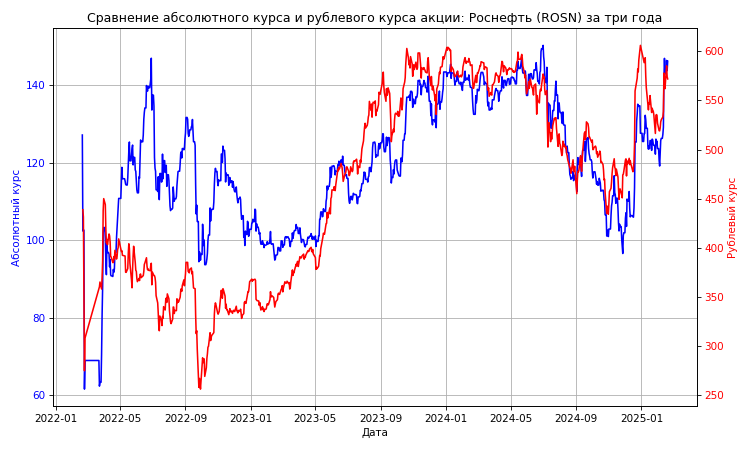 Сравнение абсолютного курса и рублевого курса акции: Роснефть (ROSN) за три года
Абсолютный курс
140
120
100
80
60
600
550
500
450
400
350
300
250
Рублевый курс
2022-01 2022-05 2022-09 2023-01 2023-05 2023-09 2024-01 2024-05 2024-09 2025-01
Дата